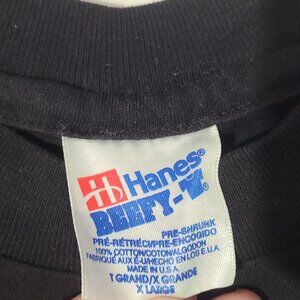 Hanes®
BEEFY-T®
PRE-SHRUNK
PRÉ-RÉTRÉCI/PRE-ENCOGIDO
100% COTTON/COTON/ALGODON
FABRIQUE AUX É-U/HECHO EN LOS E.U.A.
MADE IN U.S.A.
T GRAND/X GRANDE
X LARGE